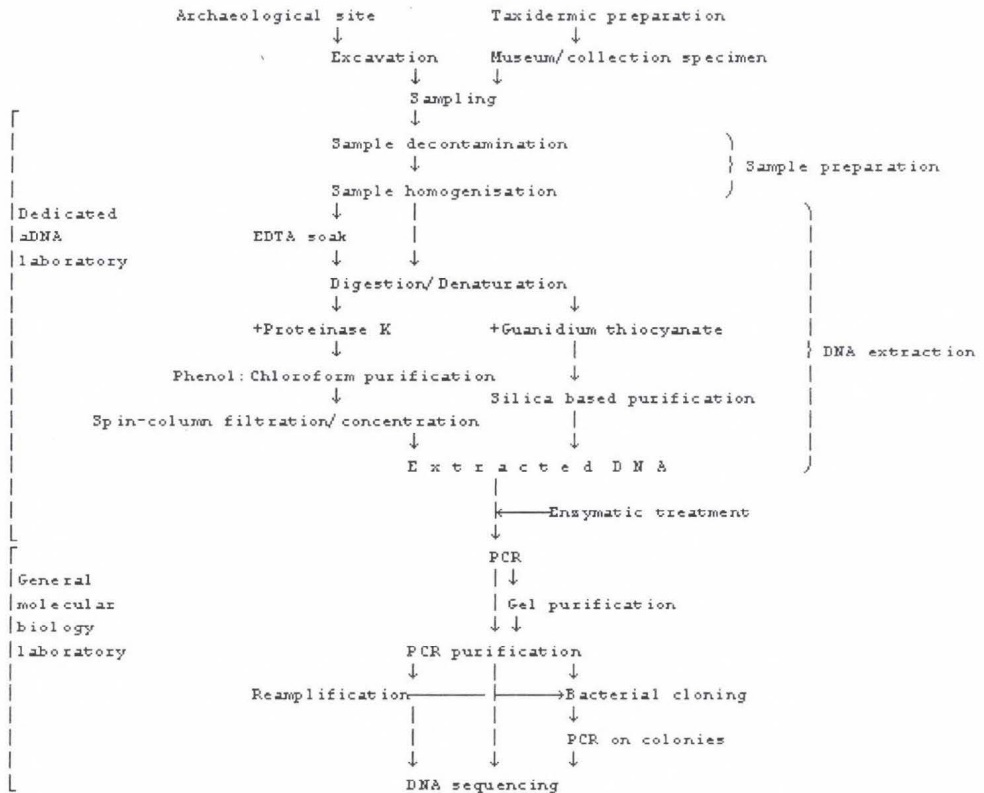 Archaeological site Taxidermic preparation
Excavation Museum/collection specimen
Sampling
Sample decontamination
Sample preparation
Sample homogenisation
Dedicated
aDNA EDTA soak
laboratory
Digestion/Denaturation
+Proteinase K +Guanidium thiocyanate
DNA extraction
Phenol:Chloroform purification
Silica based purification
Spin-column filtration/concentration
Extracted DNA
Enzymatic treatment
PCR
General
molecular Gel purification
biology
laboratory PCR purification
Reamplification Bacterial cloning
PCR on colonies
DNA sequencing